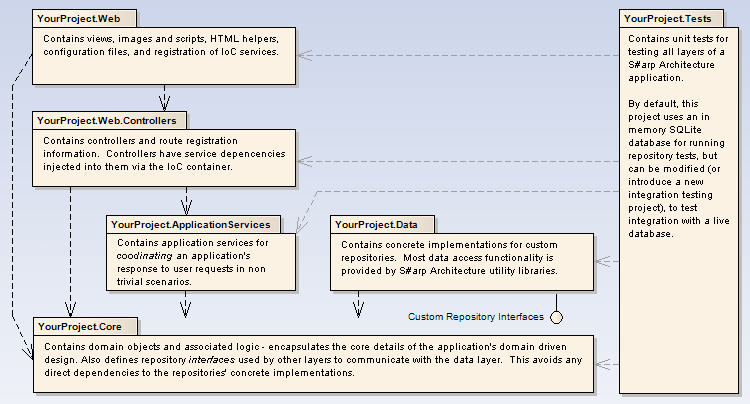 YourProject.Web
Contains views, images and scripts, HTML helpers,
configuration files, and registration of IoC services.
YourProject.Web.Controllers
Contains controllers and route registration
information.  Controllers have service depencencies
injected into them via the IoC container.
YourProject.ApplicationServices
Contains application services for
coodinating an application's
response to user requests in non
trivial scenarios.
YourProject.Data
Contains concrete implementations for custom
repositories.  Most data access functionality is
provided by S#arp Architecture utility libraries.
Custom Repository Interfaces
YourProject.Core
Contains domain objects and associated logic - encapsulates the core details of the application's domain driven
design. Also defines repository interfaces used by other layers to communicate with the data layer.  This avoids any
direct dependencies to the repositories' concrete implementations.
YourProject.Tests
Contains unit tests for
testing all layers of a
S#arp Architecture
application.
By default, this
project uses an in
memory SQLite
database for running
repository tests, but
can be modified (or
introduce a new
integration testing
project), to test
integration with a live
database.